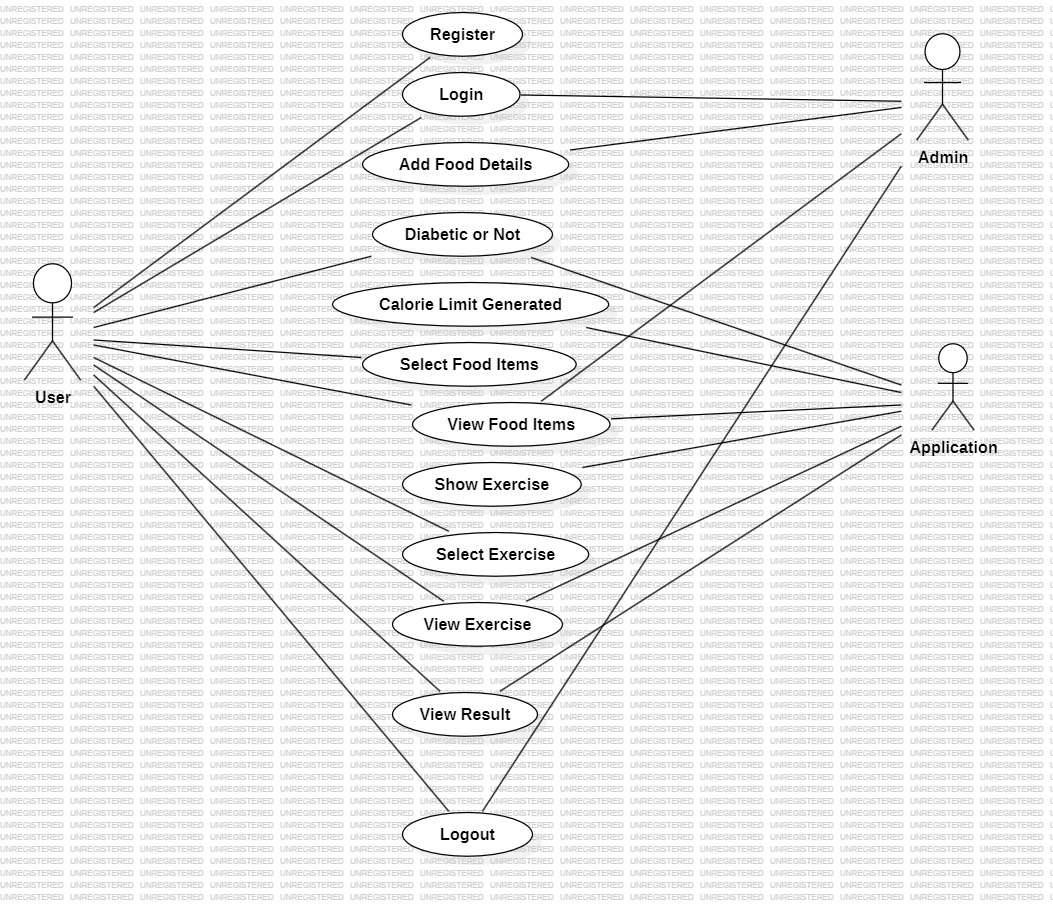 Register
Login
Admin
Add Food Details
Diabetic or Not
Calorie Limit Generated
Select Food Items
User
View Food Items
Application
Show Exercise
Select Exercise
View Exercise
View Result
Logout
UNREGISTERED